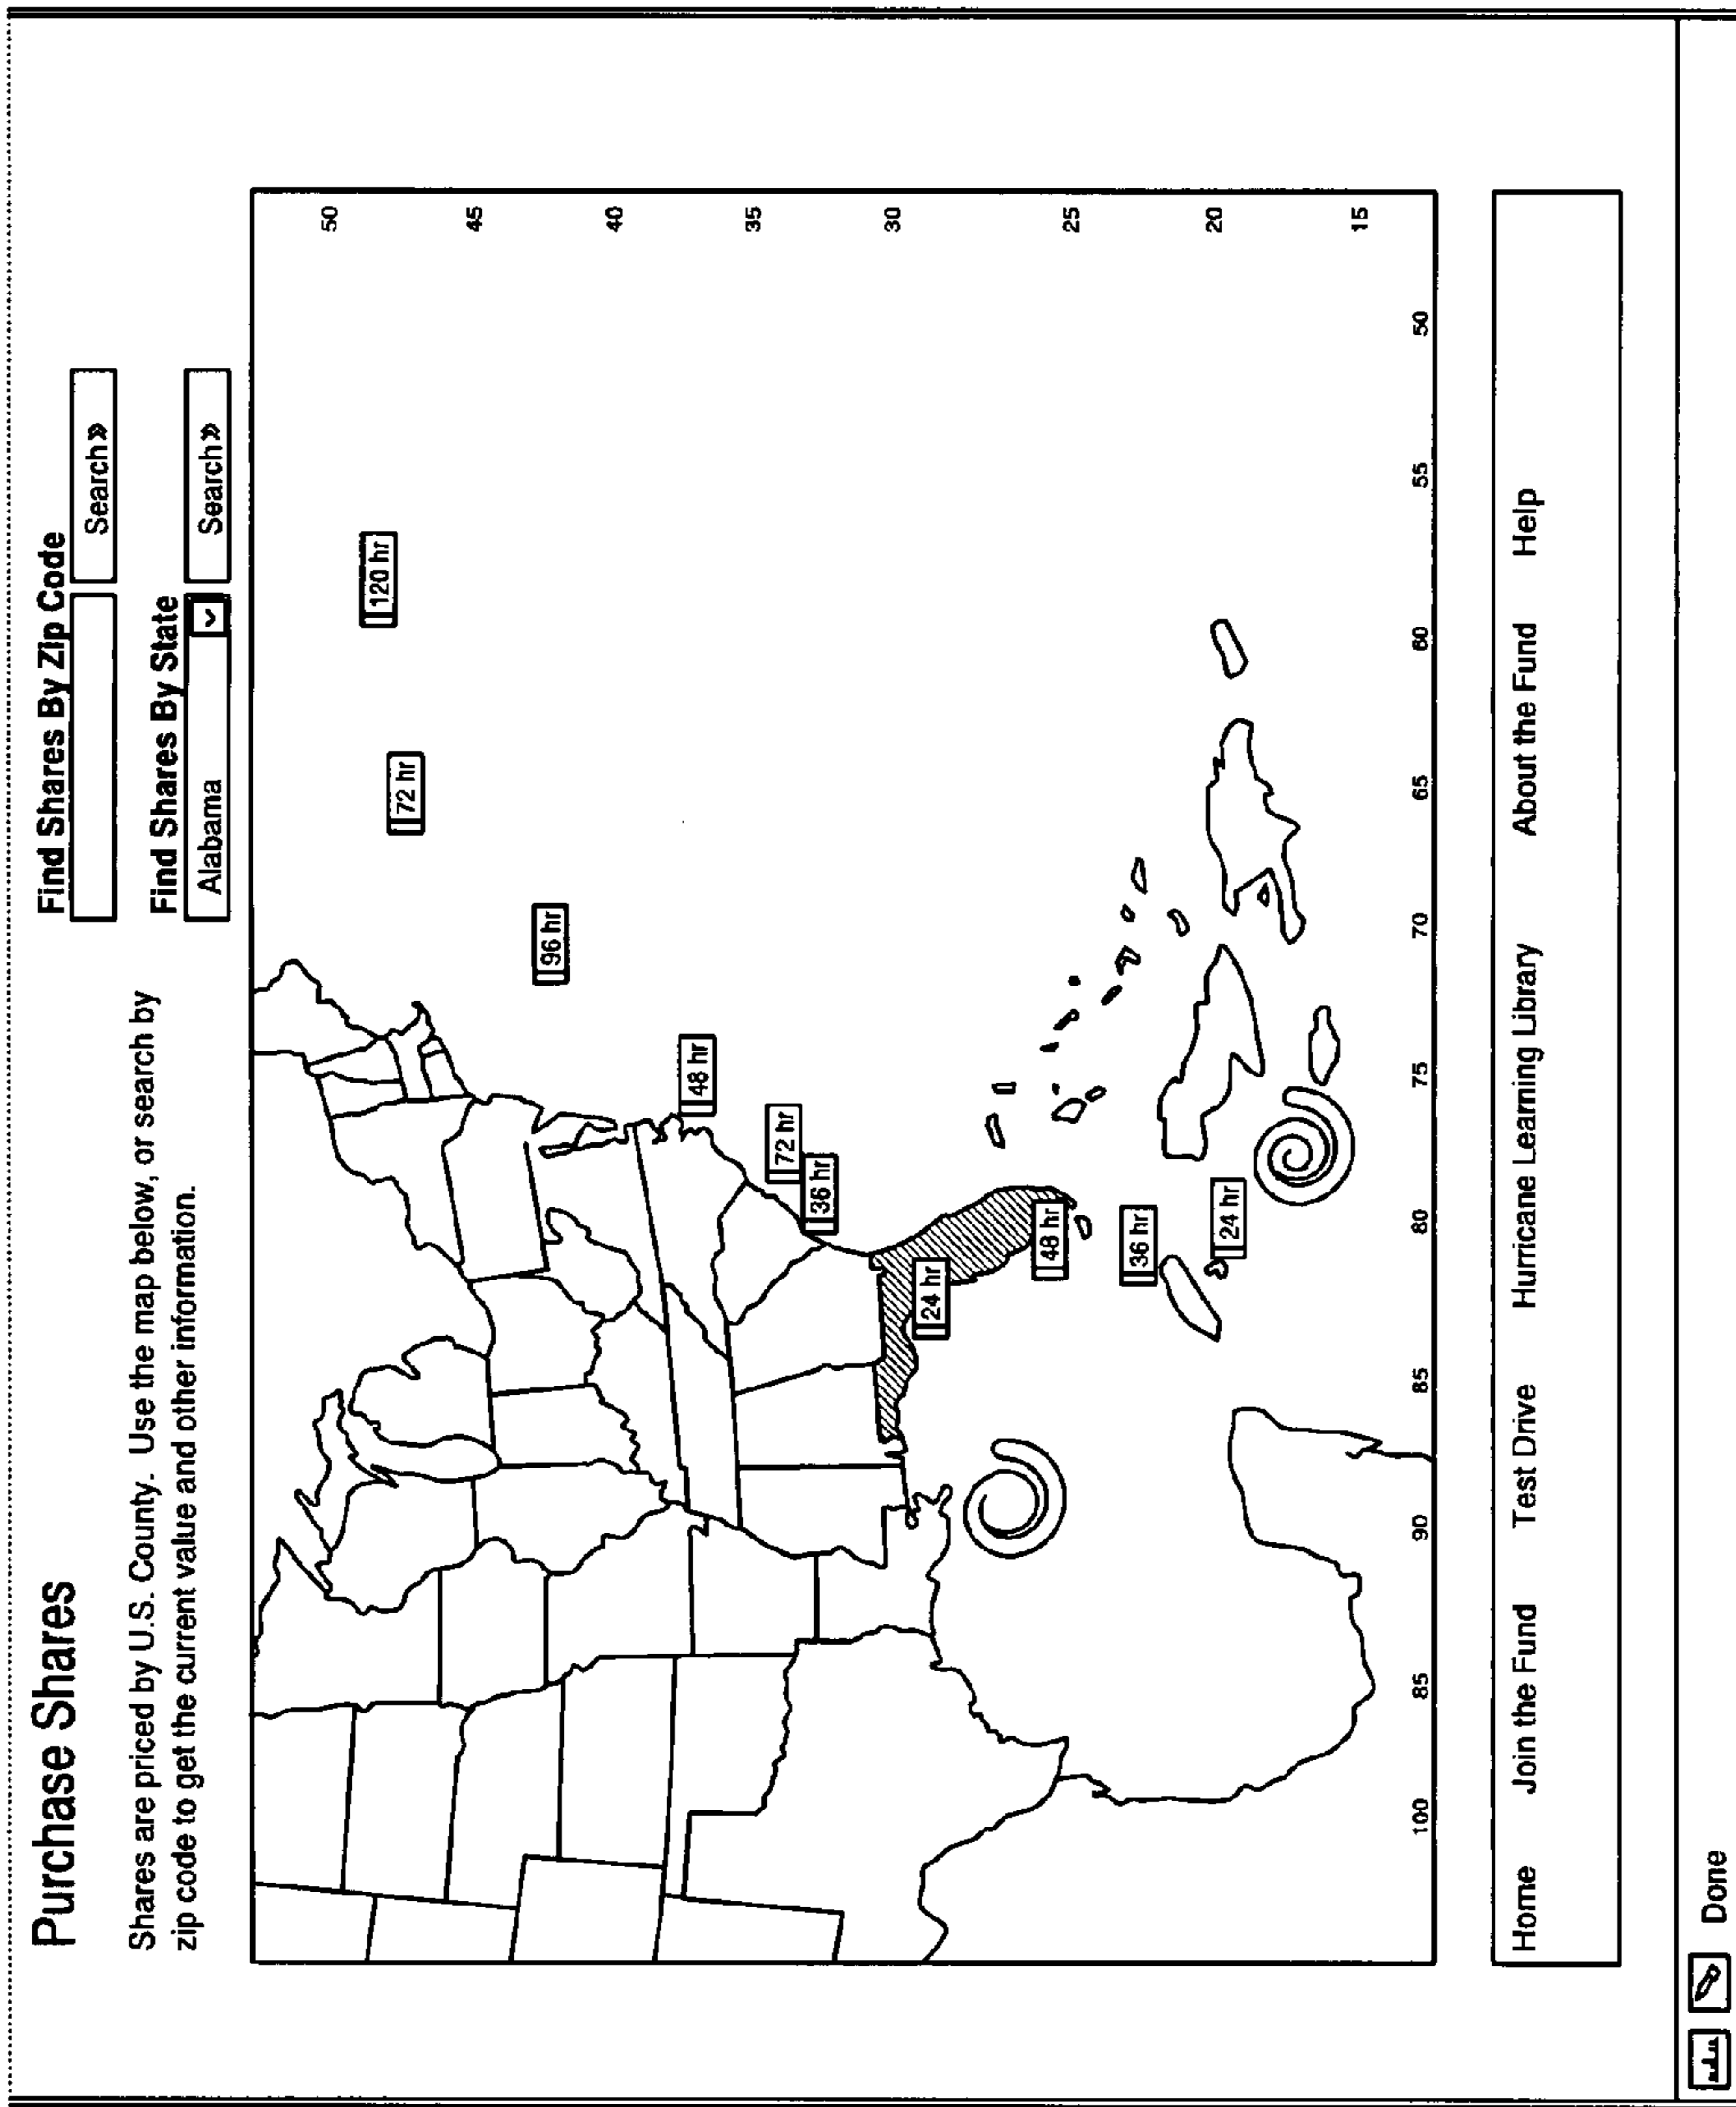 Purchase Shares
Shares are priced by U.S. County. Use the map below, or search by
zip code to get the current value and other information.
Find Shares By Zip Code
Search »
Find Shares By State
Alabama
Search »
120 hr
72 hr
96 hr
48 hr
72 hr
36 hr
24 hr
48 hr
36 hr
24 hr
50
45
40
35
30
25
20
15
100 85 90 85 80 75 70 65 60 55 50
Home Join the Fund Test Drive Hurricane Learning Library About the Fund Help
Done